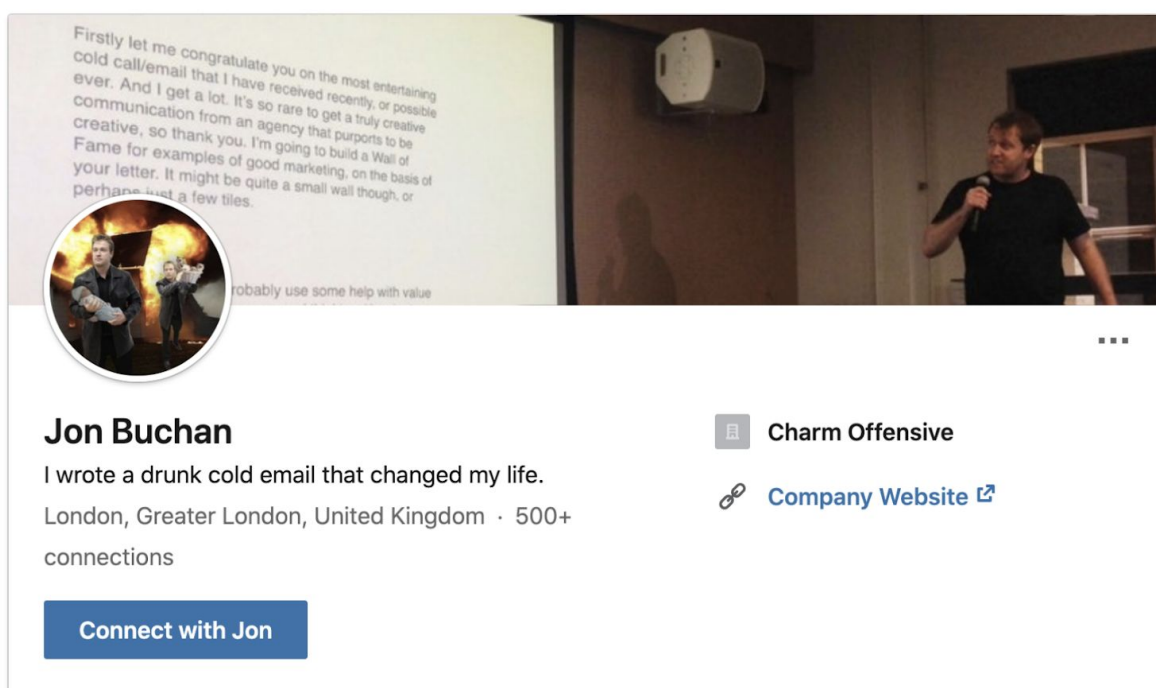 Firstly let me congratulate you on the most entertaining
cold call/email that I have received recently, or possible
ever. And I get a lot. It's so rare to get a truly creative
communication from an agency that purports to be
creative, so thank you. I'm going to build a Wall of
Fame for examples of good marketing, on the basis of
your letter. It might be quite a small wall though, or
perhaps just a few tiles.
robably use some help with value
Jon Buchan
I wrote a drunk cold email that changed my life.
London, Greater London, United Kingdom · 500+
connections
Connect with Jon
Charm Offensive
Company Website